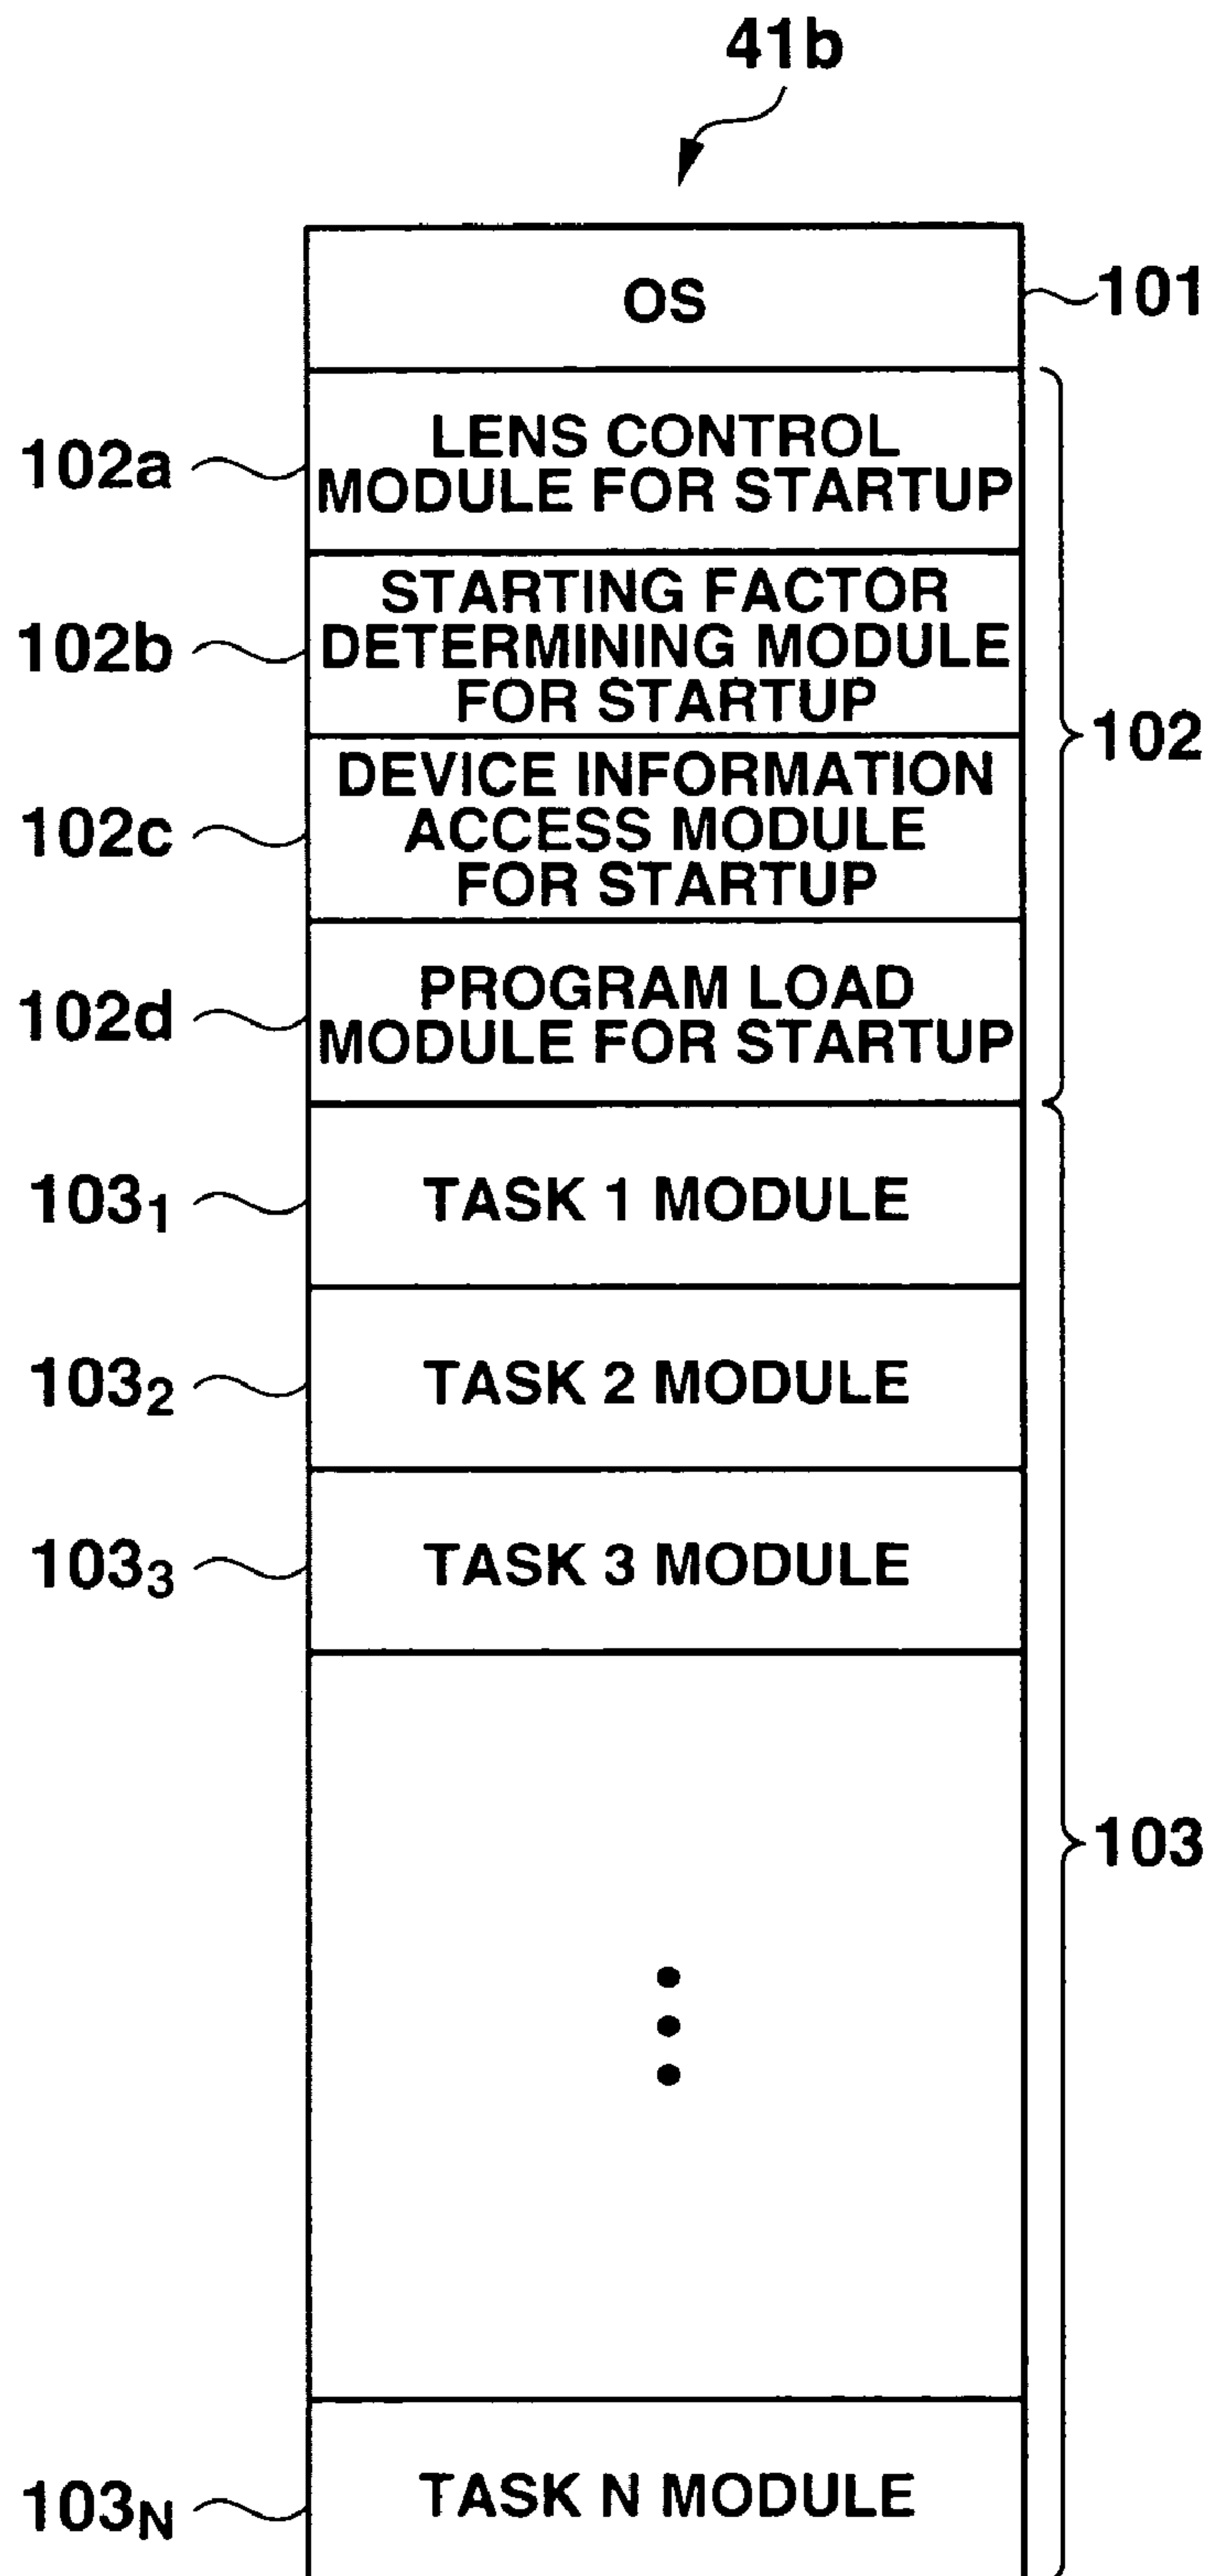 41b
OS
101
102a
LENS CONTROL
MODULE FOR STARTUP
102b
STARTING FACTOR
DETERMINING MODULE
FOR STARTUP
102
102c
DEVICE INFORMATION
ACCESS MODULE
FOR STARTUP
102d
PROGRAM LOAD
MODULE FOR STARTUP
103₁
TASK 1 MODULE
103₂
TASK 2 MODULE
103₃
TASK 3 MODULE
103
103N
TASK N MODULE